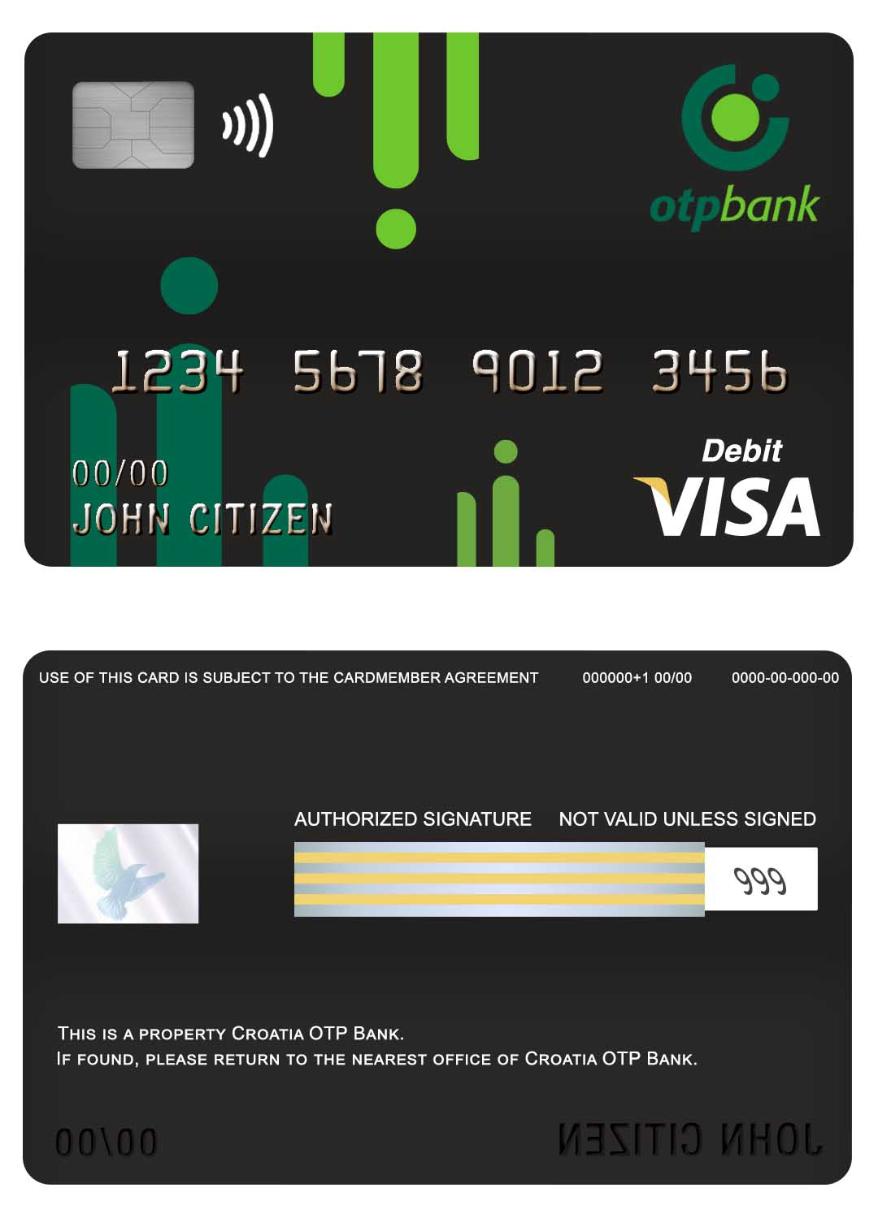 otpbank
1234 5678 9012 3456
Debit
00/00
VISA
JOHN CITIZEN
USE OF THIS CARD IS SUBJECT TO THE CARDMEMBER AGREEMENT 000000+1 00/00 0000-00-000-00
AUTHORIZED SIGNATURE NOT VALID UNLESS SIGNED
999
THIS IS A PROPERTY CROATIA OTP BANK.
IF FOUND, PLEASE RETURN TO THE NEAREST OFFICE OF CROATIA OTP BANK.
00/00 JOHN CITIZEN